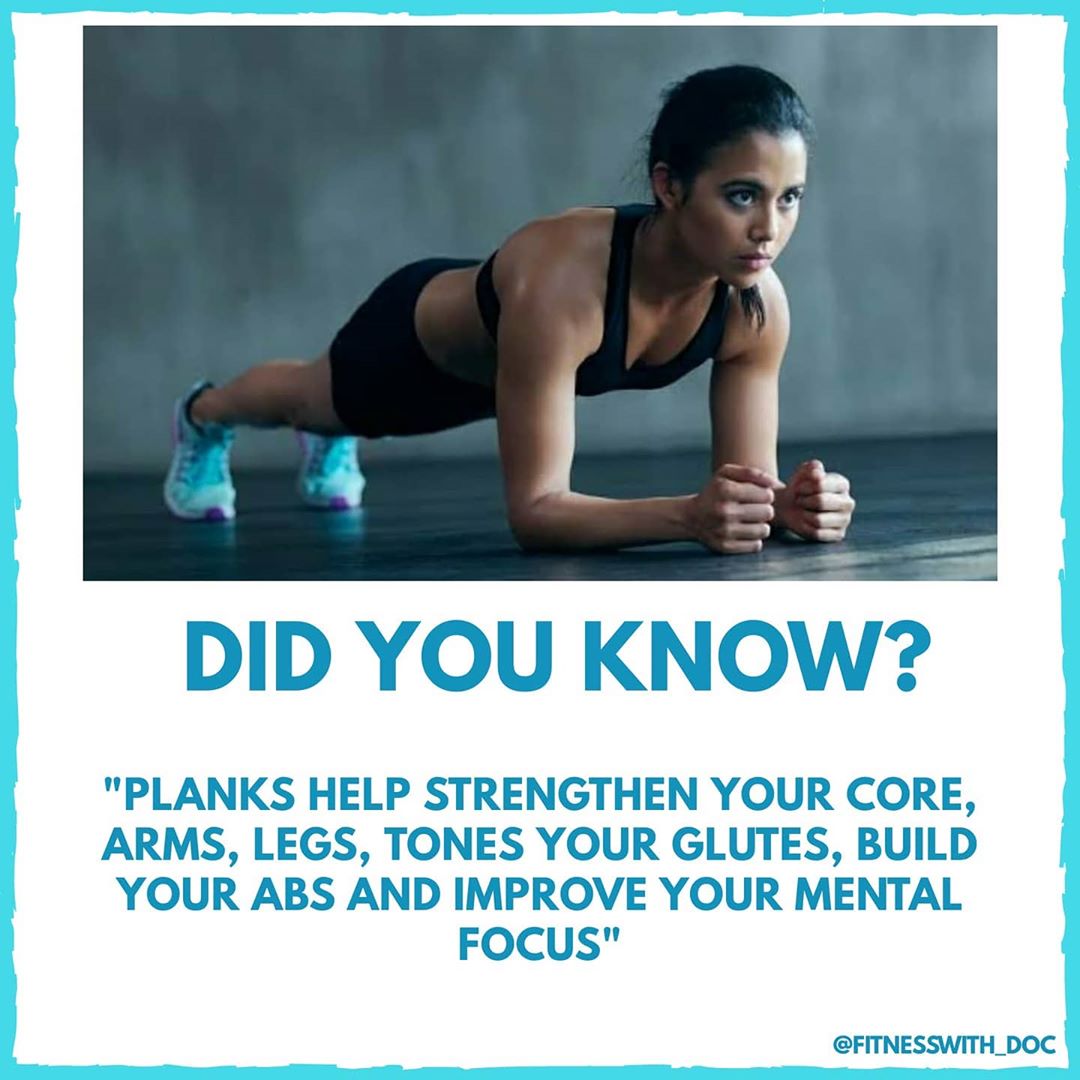 DID YOU KNOW?
"PLANKS HELP STRENGTHEN YOUR CORE,
ARMS, LEGS, TONES YOUR GLUTES, BUILD
YOUR ABS AND IMPROVE YOUR MENTAL
FOCUS"
@FITNESSWITH_DOC